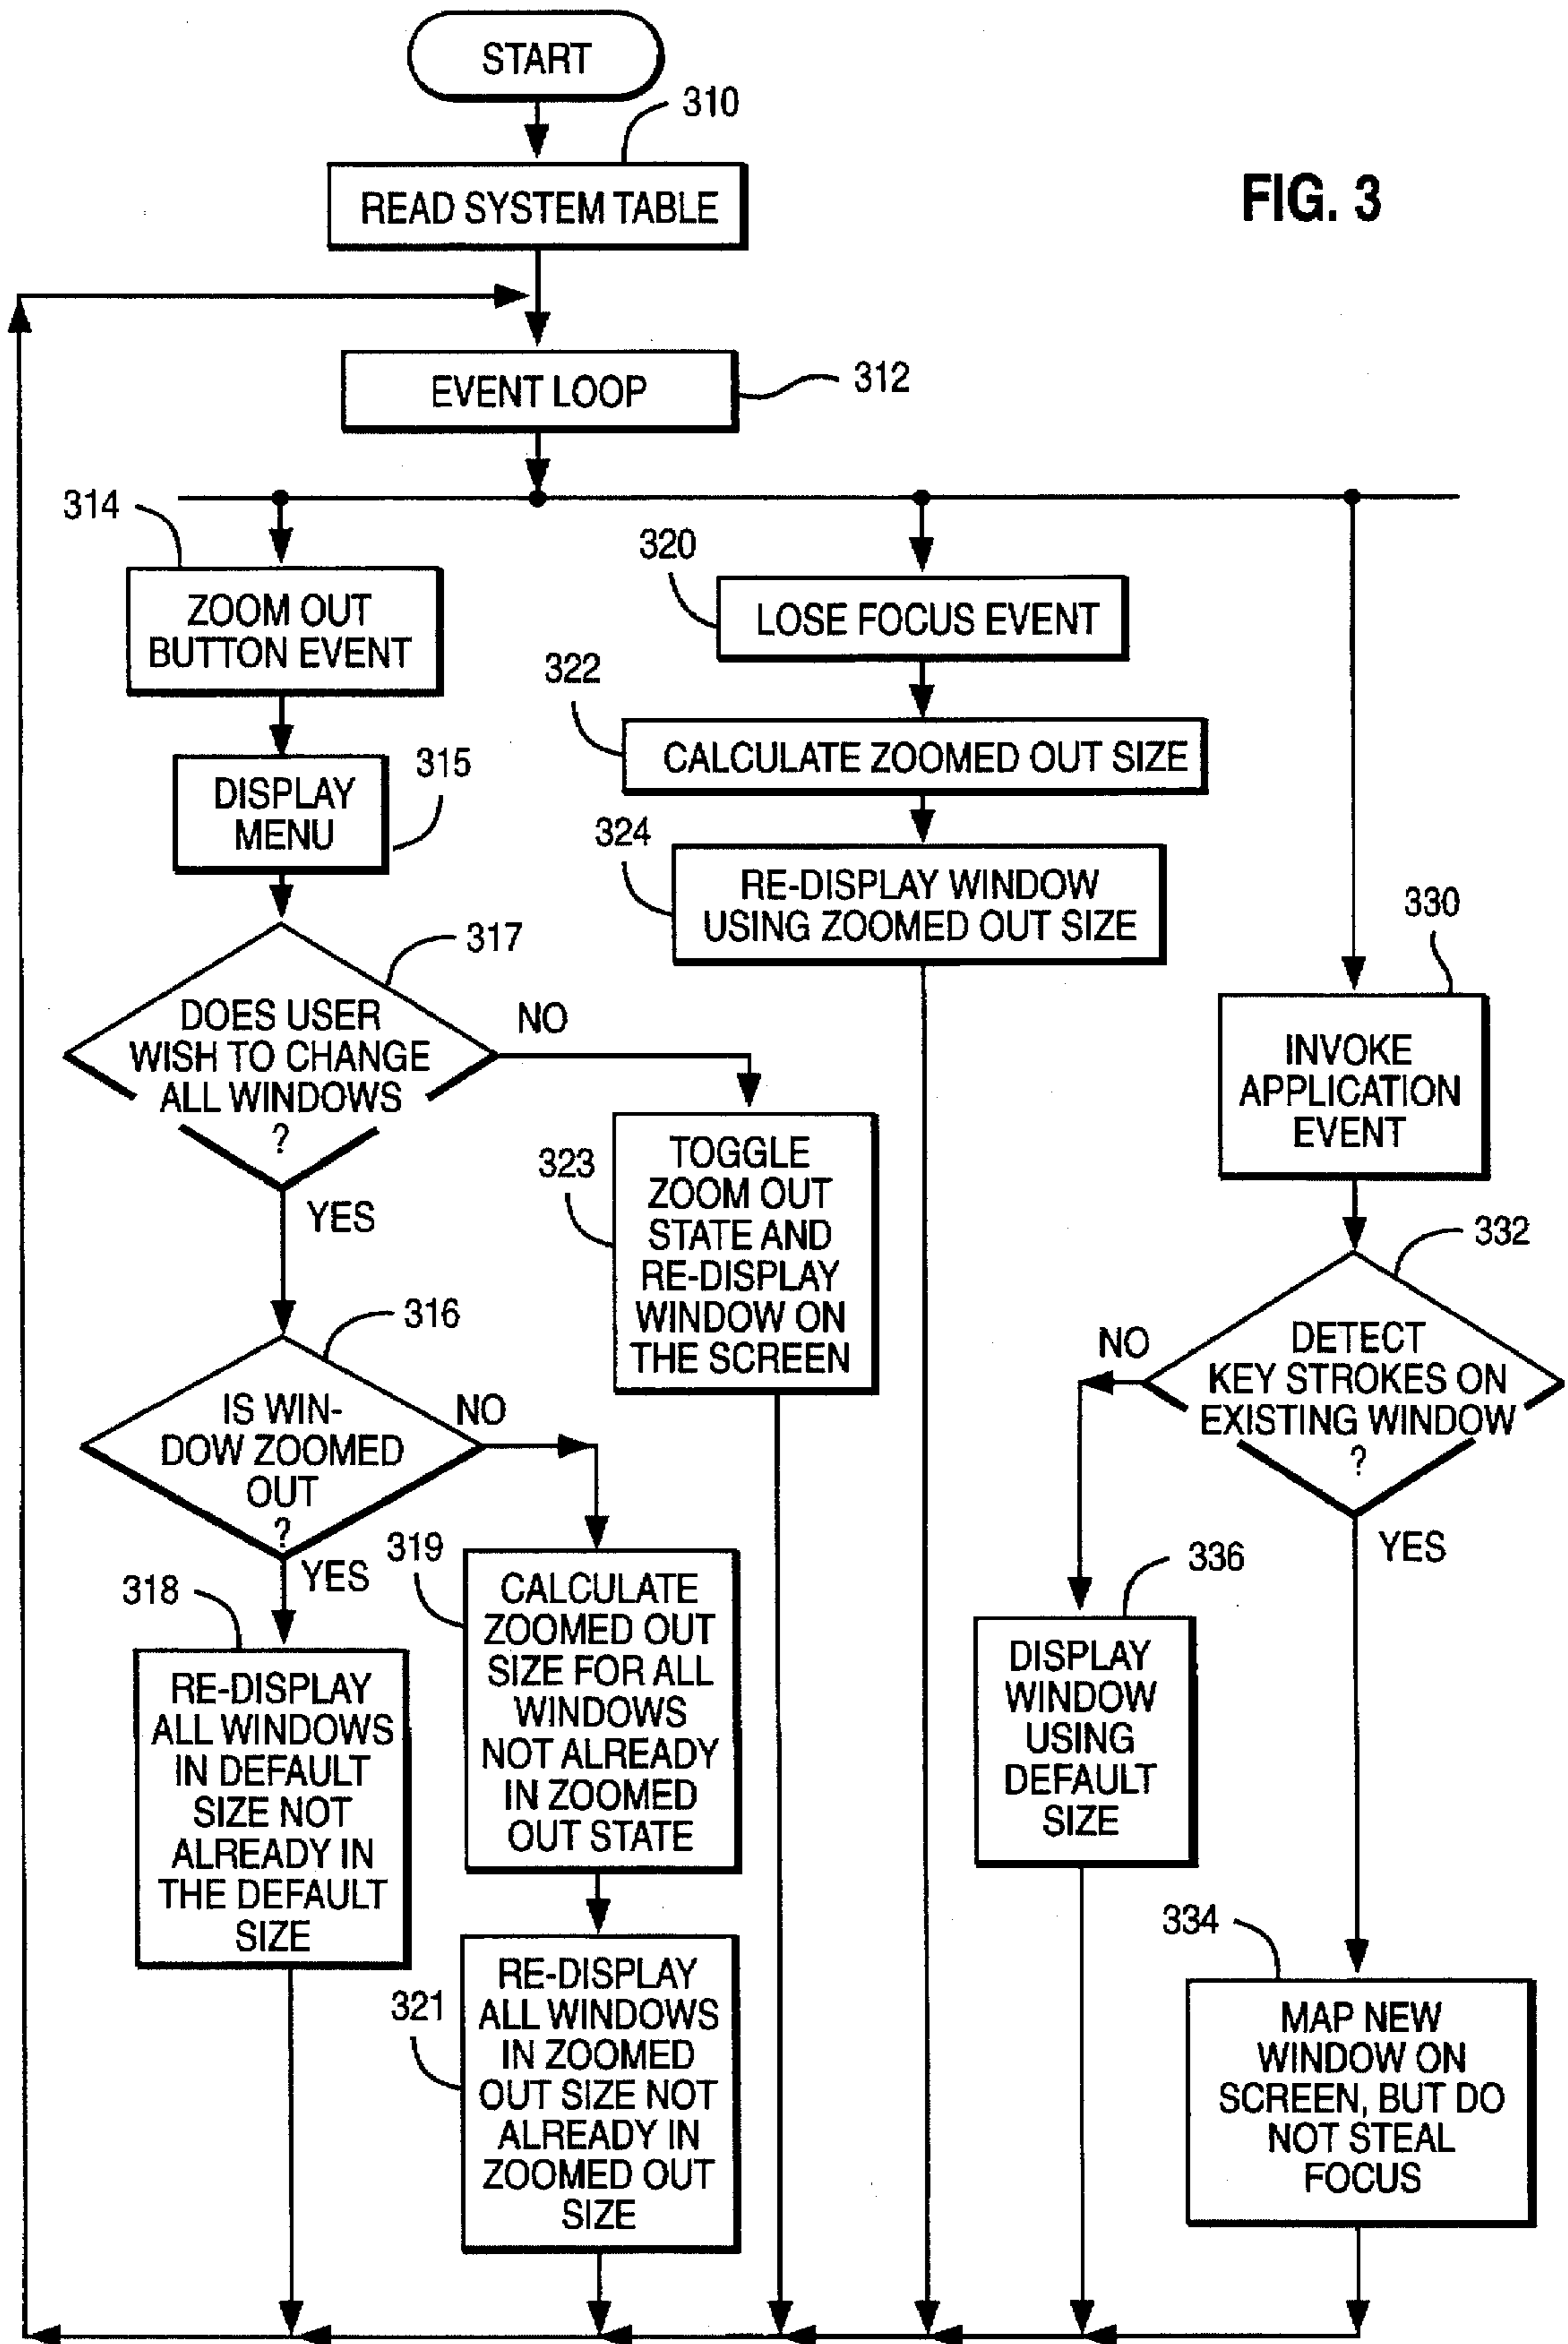 START
310
READ SYSTEM TABLE
FIG. 3
EVENT LOOP
312
314
ZOOM OUT
BUTTON EVENT
315
DISPLAY
MENU
317
DOES USER
WISH TO CHANGE
ALL WINDOWS
?
NO
YES
323
TOGGLE
ZOOM OUT
STATE AND
RE-DISPLAY
WINDOW ON
THE SCREEN
316
IS WIN-
DOW ZOOMED
OUT
?
NO
YES
318
RE-DISPLAY
ALL WINDOWS
IN DEFAULT
SIZE NOT
ALREADY IN
THE DEFAULT
SIZE
319
CALCULATE
ZOOMED OUT
SIZE FOR ALL
WINDOWS
NOT ALREADY
IN ZOOMED
OUT STATE
321
RE-DISPLAY
ALL WINDOWS
IN ZOOMED
OUT SIZE NOT
ALREADY IN
ZOOMED OUT
SIZE
320
LOSE FOCUS EVENT
322
CALCULATE ZOOMED OUT SIZE
324
RE-DISPLAY WINDOW
USING ZOOMED OUT SIZE
330
INVOKE
APPLICATION
EVENT
332
DETECT
KEY STROKES ON
EXISTING WINDOW
?
NO
YES
336
DISPLAY
WINDOW
USING
DEFAULT
SIZE
334
MAP NEW
WINDOW ON
SCREEN, BUT DO
NOT STEAL
FOCUS